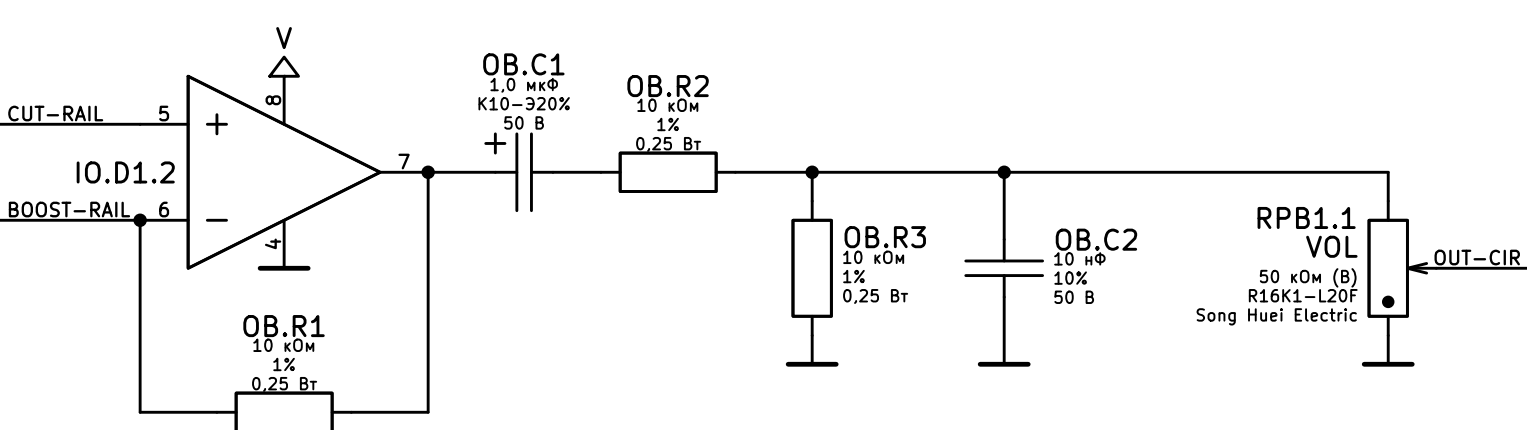 V
8
CUT-RAIL 5
+
IO.D1.2
7
BOOST-RAIL 6
−
4
OB.R1
10 кОм
1%
0,25 Вт
OB.C1
1,0 мкФ
К10-Э20%
50 В
+
OB.R2
10 кОм
1%
0,25 Вт
OB.R3
10 кОм
1%
0,25 Вт
OB.C2
10 нФ
10%
50 В
RPB1.1
VOL
50 кОм (B)
R16K1-L20F
Song Huei Electric
OUT-CIR